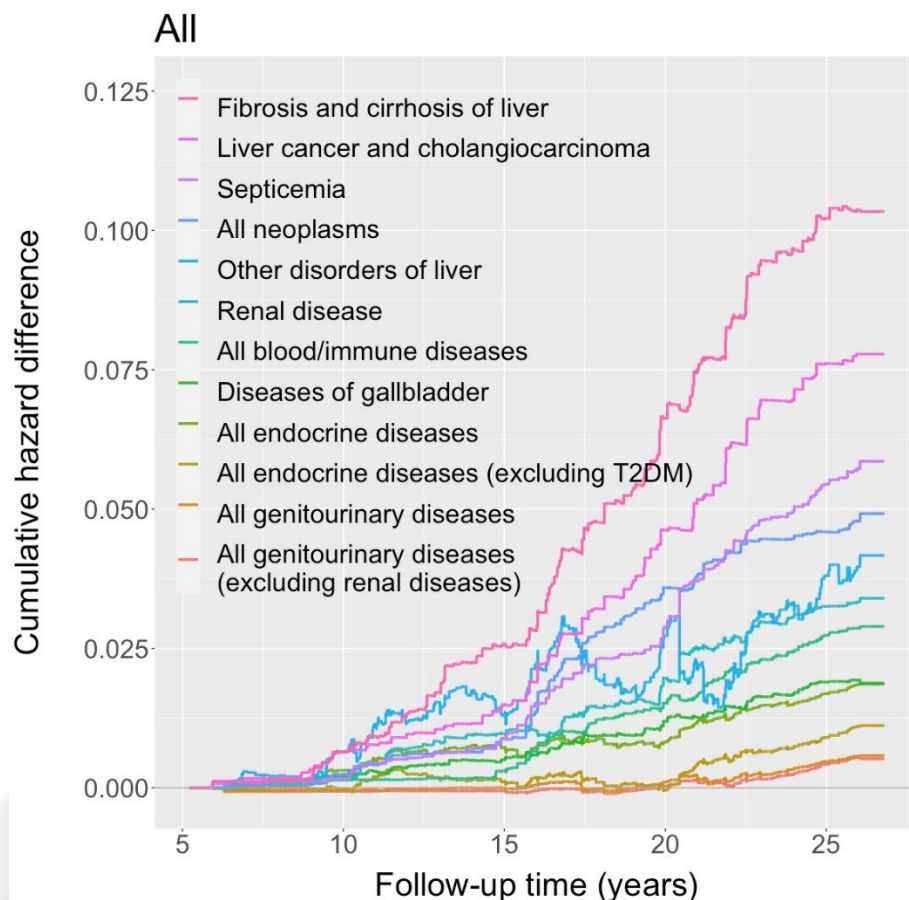 All
0.125
0.100
0.075
0.050
0.025
0.000
Cumulative hazard difference
Fibrosis and cirrhosis of liver
Liver cancer and cholangiocarcinoma
Septicemia
All neoplasms
Other disorders of liver
Renal disease
All blood/immune diseases
Diseases of gallbladder
All endocrine diseases
All endocrine diseases (excluding T2DM)
All genitourinary diseases
All genitourinary diseases
(excluding renal diseases)
5 10 15 20 25
Follow-up time (years)